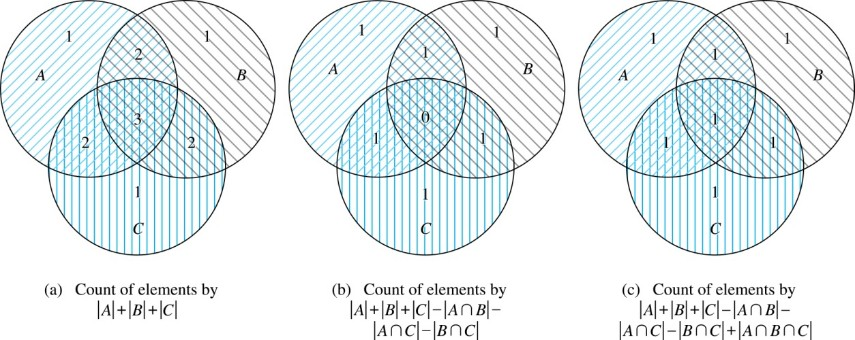 1 2 1
A B
3
2 2
1
C
(a) Count of elements by
|A|+|B|+|C|
1 1 1
A B
0
1 1
1
C
(b) Count of elements by
|A|+|B|+|C|−|A∩B|−
|A∩C|−|B∩C|
1 1 1
A B
1
1 1
1
C
(c) Count of elements by
|A|+|B|+|C|−|A∩B|−
|A∩C|−|B∩C|+|A∩B∩C|